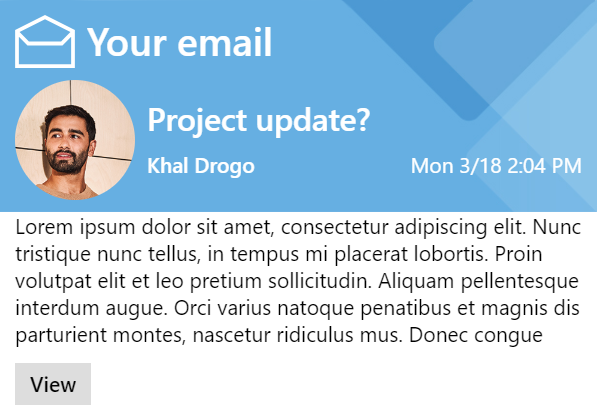 Your email
Project update?
Khal Drogo
Mon 3/18 2:04 PM
Lorem ipsum dolor sit amet, consectetur adipiscing elit. Nunc
tristique nunc tellus, in tempus mi placerat lobortis. Proin
volutpat elit et leo pretium sollicitudin. Aliquam pellentesque
interdum augue. Orci varius natoque penatibus et magnis dis
parturient montes, nascetur ridiculus mus. Donec congue
View